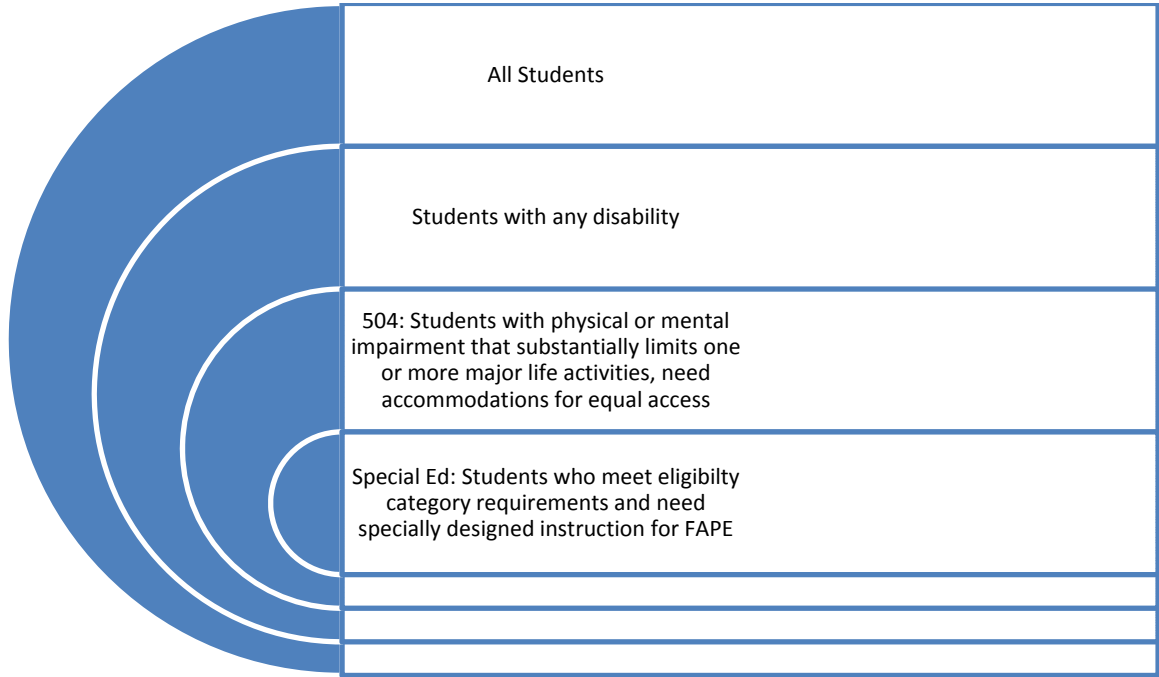 All Students
Students with any disability
504: Students with physical or mental
impairment that substantially limits one
or more major life activities, need
accommodations for equal access
Special Ed: Students who meet eligibilty
category requirements and need
specially designed instruction for FAPE